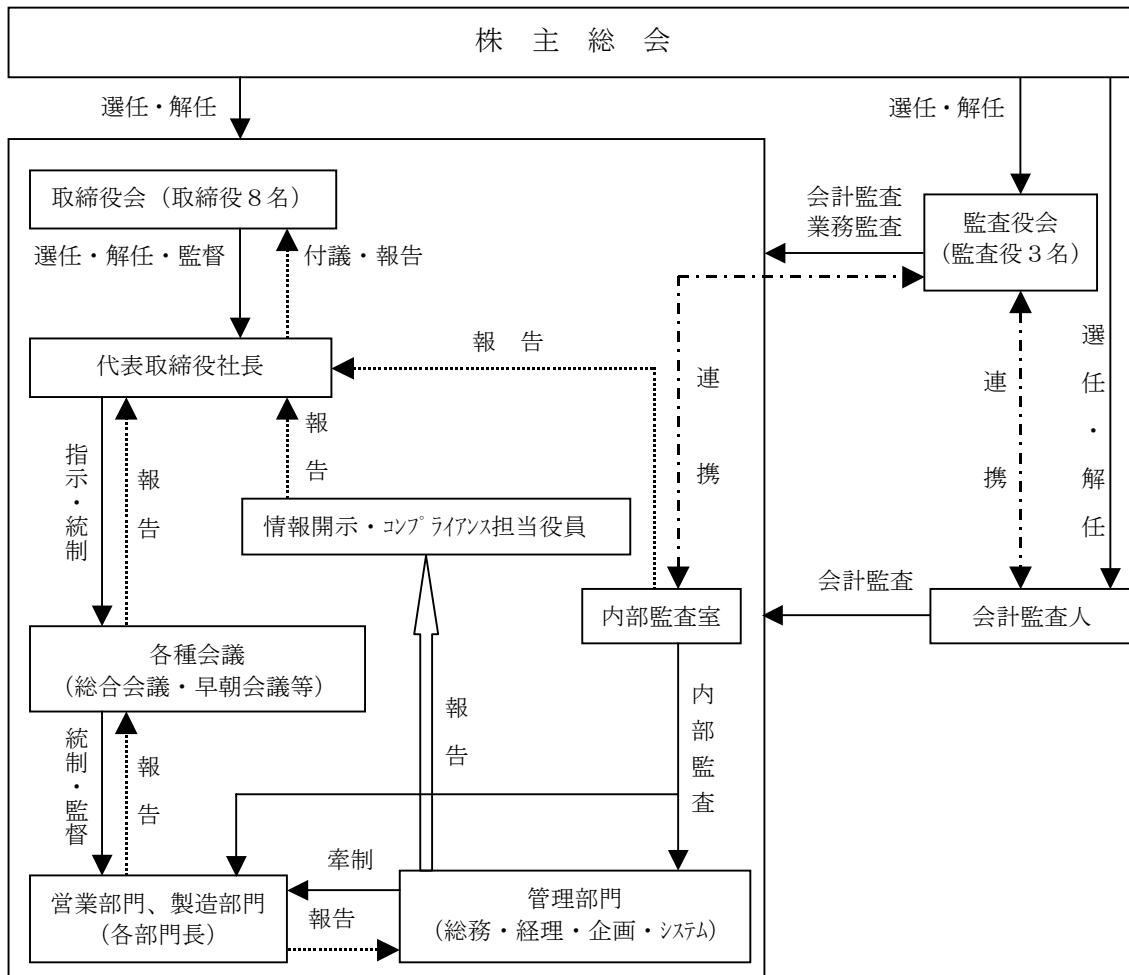 株 主 総 会
選任・解任
選任・解任
取締役会（取締役８名）
会計監査
業務監査
監査役会
（監査役３名）
選任・解任・監督
付議・報告
代表取締役社長
報 告
連携
連携
選任・解任
指示・統制
報告
報告
情報開示・ｺﾝﾌﾟﾗｲｱﾝｽ担当役員
内部監査室
会計監査
会計監査人
各種会議
（総合会議・早朝会議等）
統制・監督
報告
報告
内部監査
営業部門、製造部門
（各部門長）
牽制
報告
管理部門
（総務・経理・企画・ｼｽﾃﾑ）